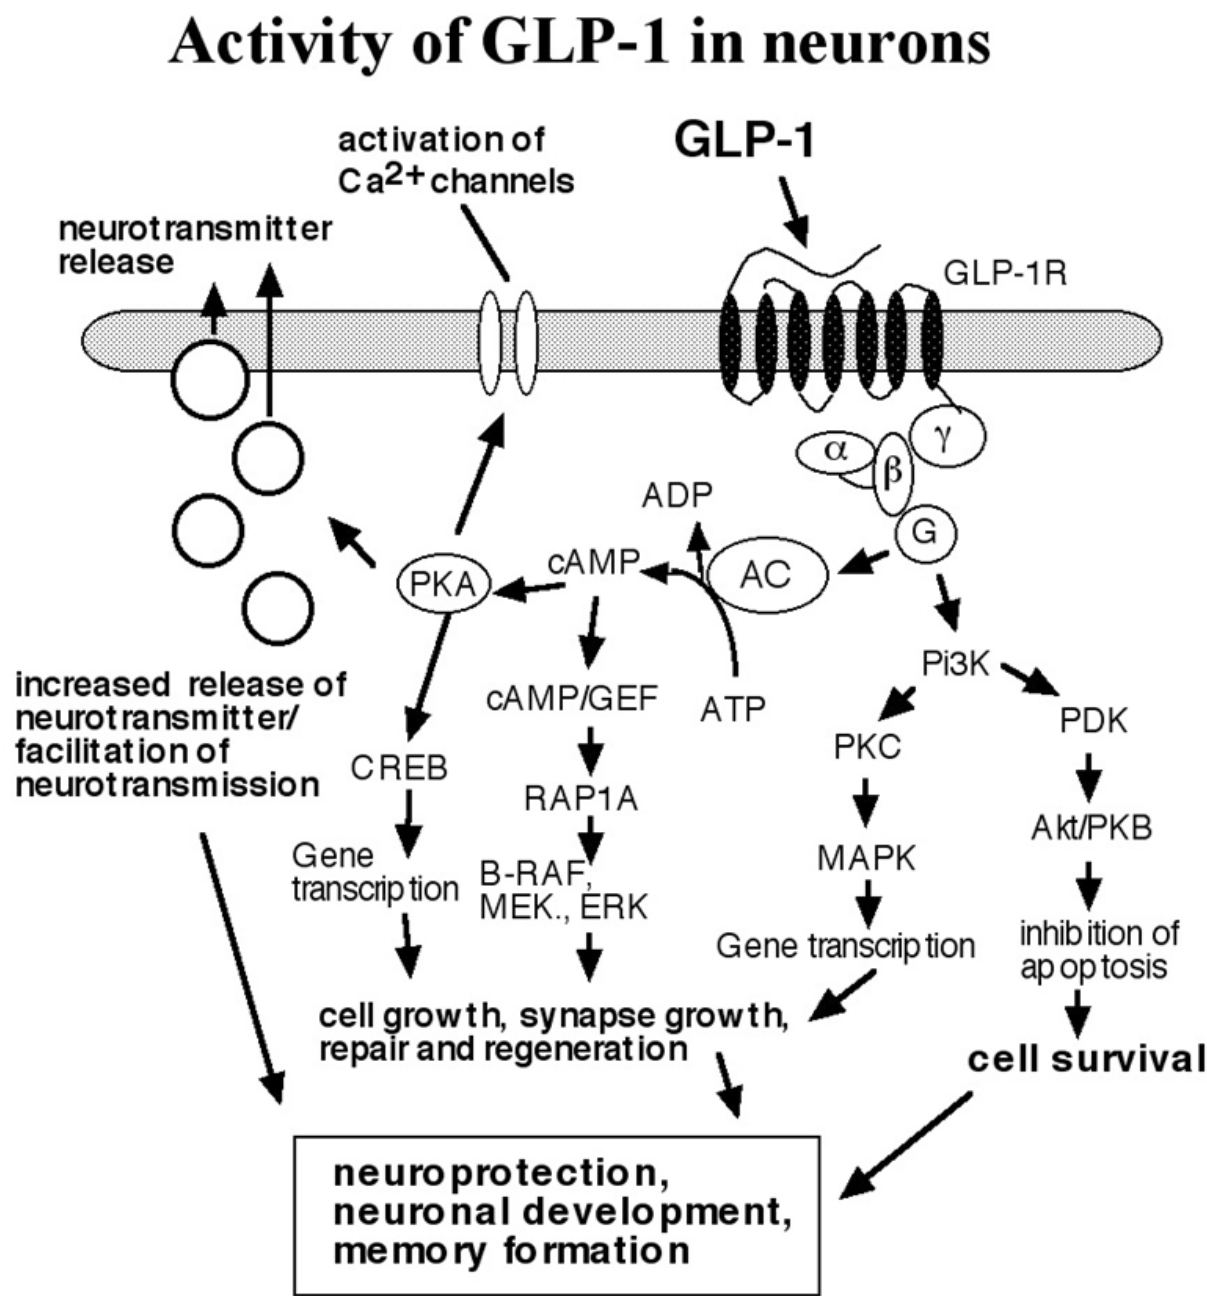 Activity of GLP-1 in neurons
activation of
Ca2+ channels
GLP-1
neurotransmitter
release
GLP-1R
α
β
γ
G
ADP
AC
cAMP
PKA
ATP
Pi3K
increased release of
neurotransmitter/
facilitation of
neurotransmission
CREB
cAMP/GEF
PKC
PDK
RAP1A
Gene
transcription
B-RAF,
MEK., ERK
MAPK
Akt/PKB
Gene transcription
inhibition of
apoptosis
cell growth, synapse growth,
repair and regeneration
cell survival
neuroprotection,
neuronal development,
memory formation